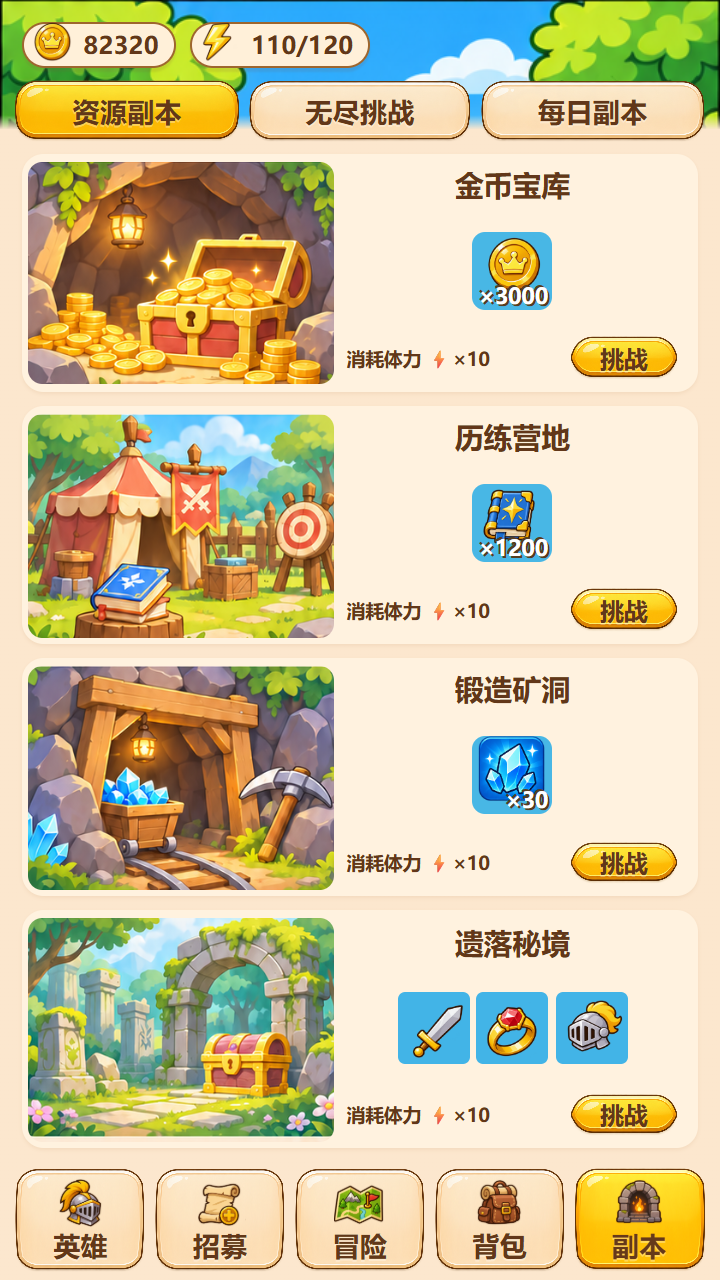 82320 110/120
资源副本 无尽挑战 每日副本
金币宝库
×3000
消耗体力 ×10 挑战
历练营地
×1200
消耗体力 ×10 挑战
锻造矿洞
×30
消耗体力 ×10 挑战
遗落秘境
消耗体力 ×10 挑战
英雄 招募 冒险 背包 副本